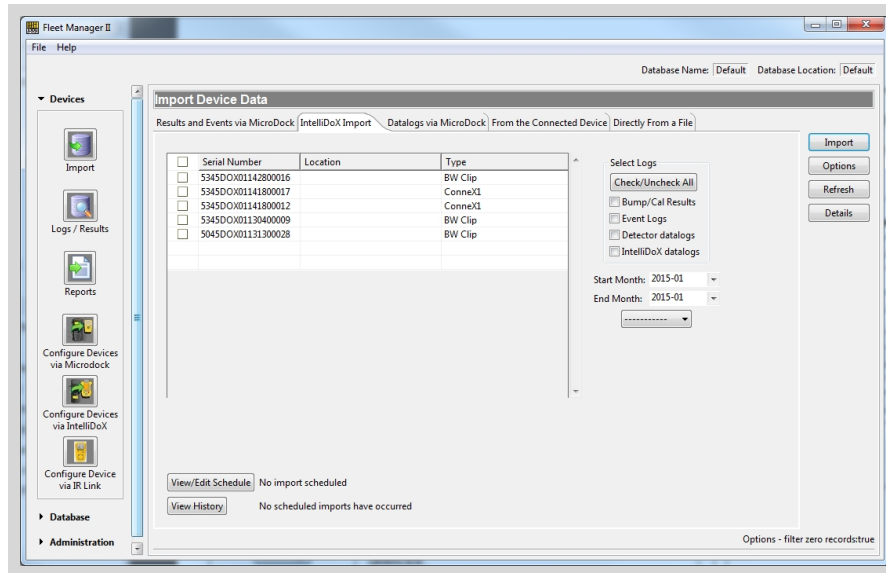 Fleet Manager II
File Help
Database Name: Default Database Location: Default
Devices
Import
Logs / Results
Reports
Configure Devices
via Microdock
Configure Devices
via IntelliDoX
Configure Device
via IR Link
Database
Administration
Import Device Data
Results and Events via MicroDock IntelliDoX Import Datalogs via MicroDock From the Connected Device Directly From a File
Serial Number Location Type
5345DOX01142800016 BW Clip
5345DOX01141800017 ConneX1
5345DOX01141800012 ConneX1
5345DOX01130400009 BW Clip
5045DOX01131300028 BW Clip
Select Logs
Check/Uncheck All
Bump/Cal Results
Event Logs
Detector datalogs
IntelliDoX datalogs
Start Month: 2015-01
End Month: 2015-01
-----------
Import
Options
Refresh
Details
View/Edit Schedule No import scheduled
View History No scheduled imports have occurred
Options - filter zero records:true